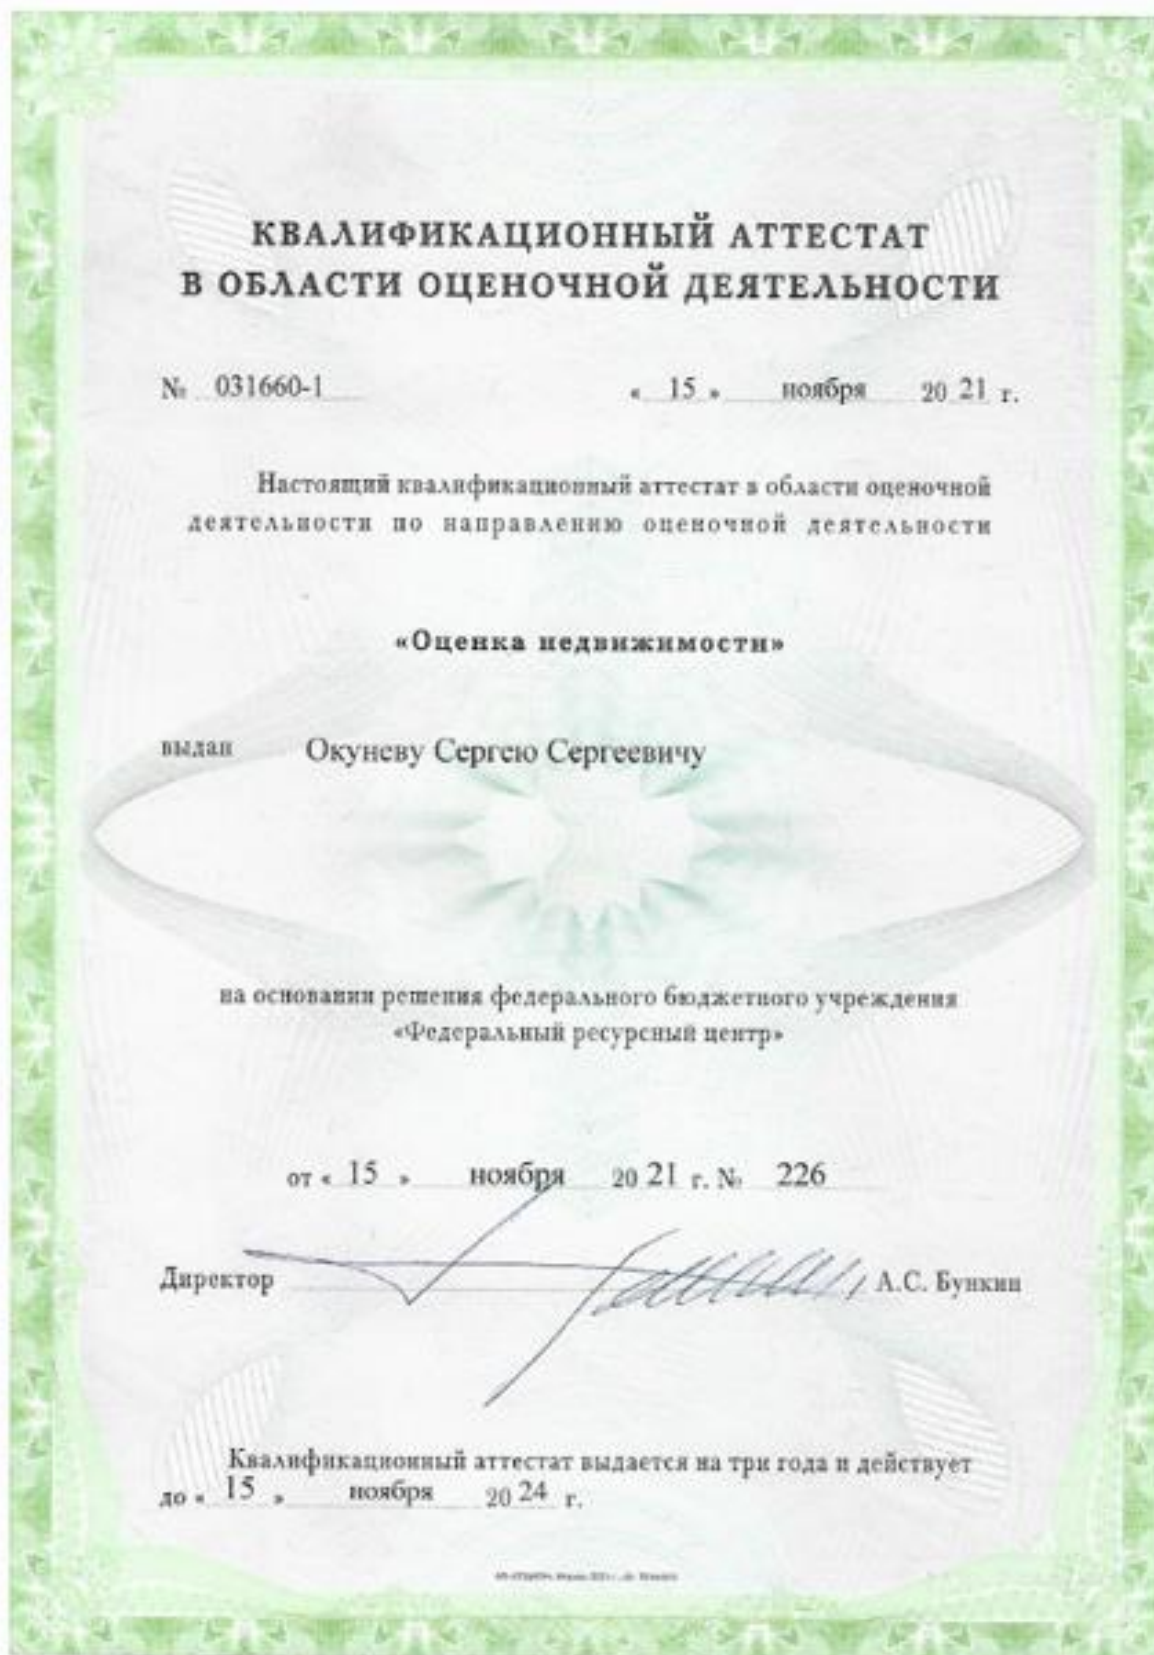 КВАЛИФИКАЦИОННЫЙ АТТЕСТАТ
В ОБЛАСТИ ОЦЕНОЧНОЙ ДЕЯТЕЛЬНОСТИ
№ 031660-1 « 15 » ноября 20 21 г.
Настоящий квалификационный аттестат в области оценочной
деятельности по направлению оценочной деятельности
«Оценка недвижимости»
выдан Окуневу Сергею Сергеевичу
на основании решения федерального бюджетного учреждения
«Федеральный ресурсный центр»
от « 15 » ноября 20 21 г. № 226
Директор А.С. Бункин
Квалификационный аттестат выдается на три года и действует
до « 15 » ноября 20 24 г.